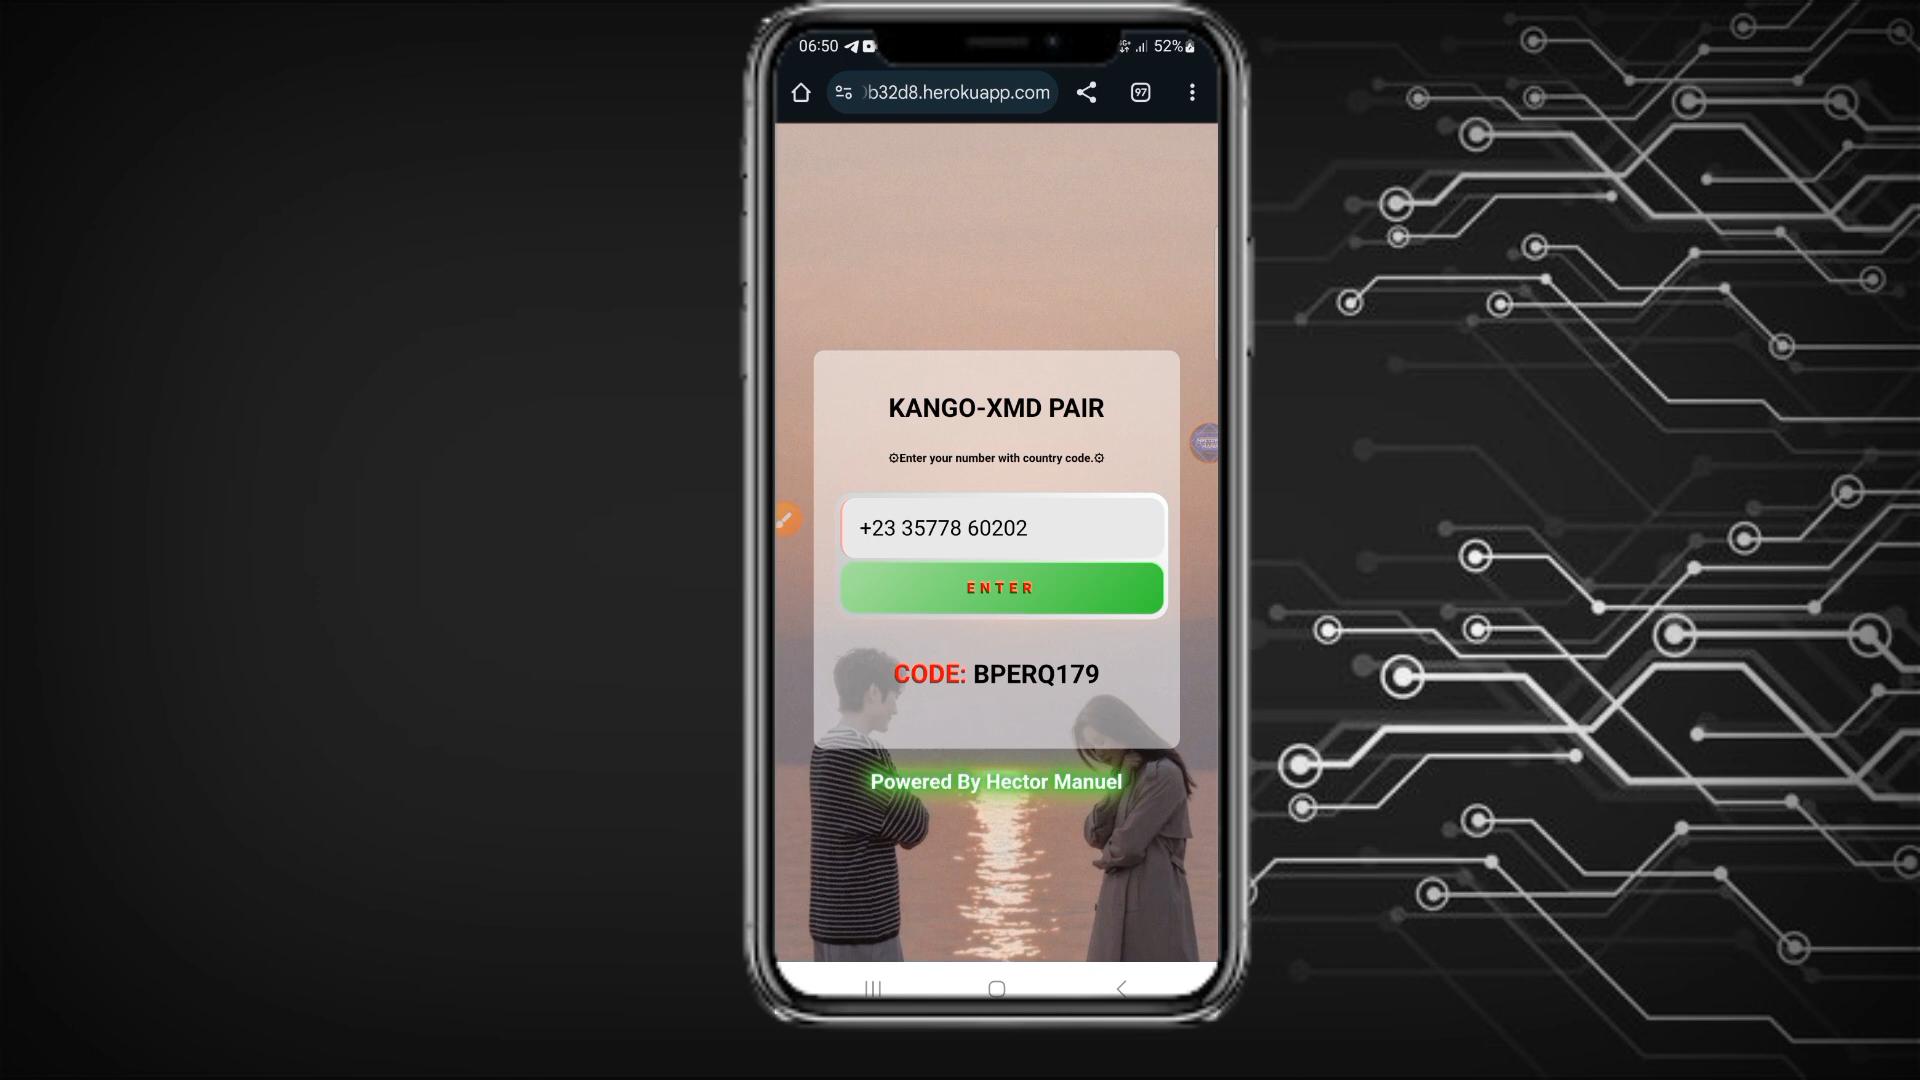 06:50
52%
b32d8.herokuapp.com
97
KANGO-XMD PAIR
⚙Enter your number with country code.⚙
+23 35778 60202
ENTER
CODE: BPERQ179
Powered By Hector Manuel